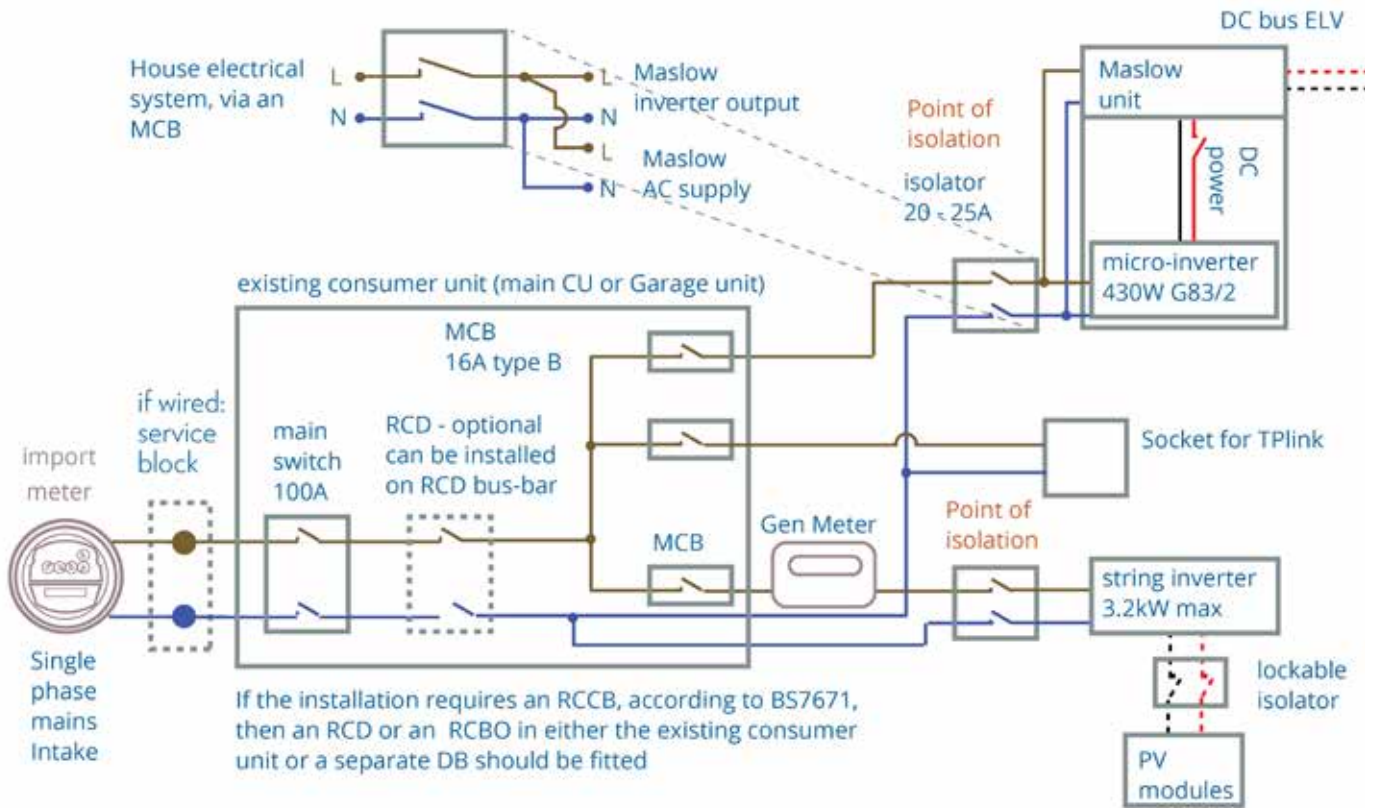 DC bus ELV
House electrical
system, via an
MCB
L
N
L
N
L
N
Maslow
inverter output
Maslow
AC supply
Point of
isolation
isolator
20 - 25A
Maslow
unit
DC
power
micro-inverter
430W G83/2
existing consumer unit (main CU or Garage unit)
MCB
16A type B
if wired:
service
block
import
meter
main
switch
100A
RCD - optional
can be installed
on RCD bus-bar
Socket for TPlink
MCB
Gen Meter
Point of
isolation
string inverter
3.2kW max
Single
phase
mains
Intake
lockable
isolator
If the installation requires an RCCB, according to BS7671,
then an RCD or an RCBO in either the existing consumer
unit or a separate DB should be fitted
PV
modules